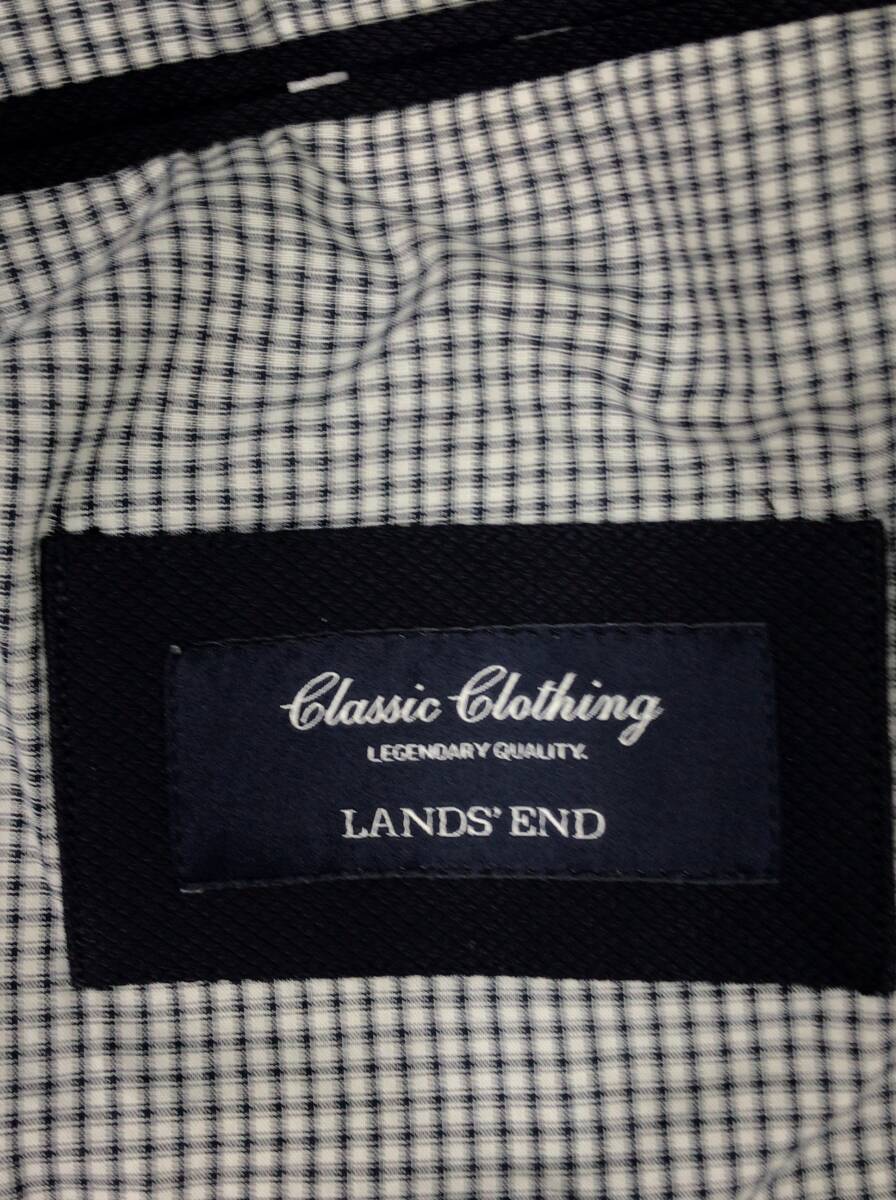 Classic Clothing
LEGENDARY QUALITY.
LANDS' END